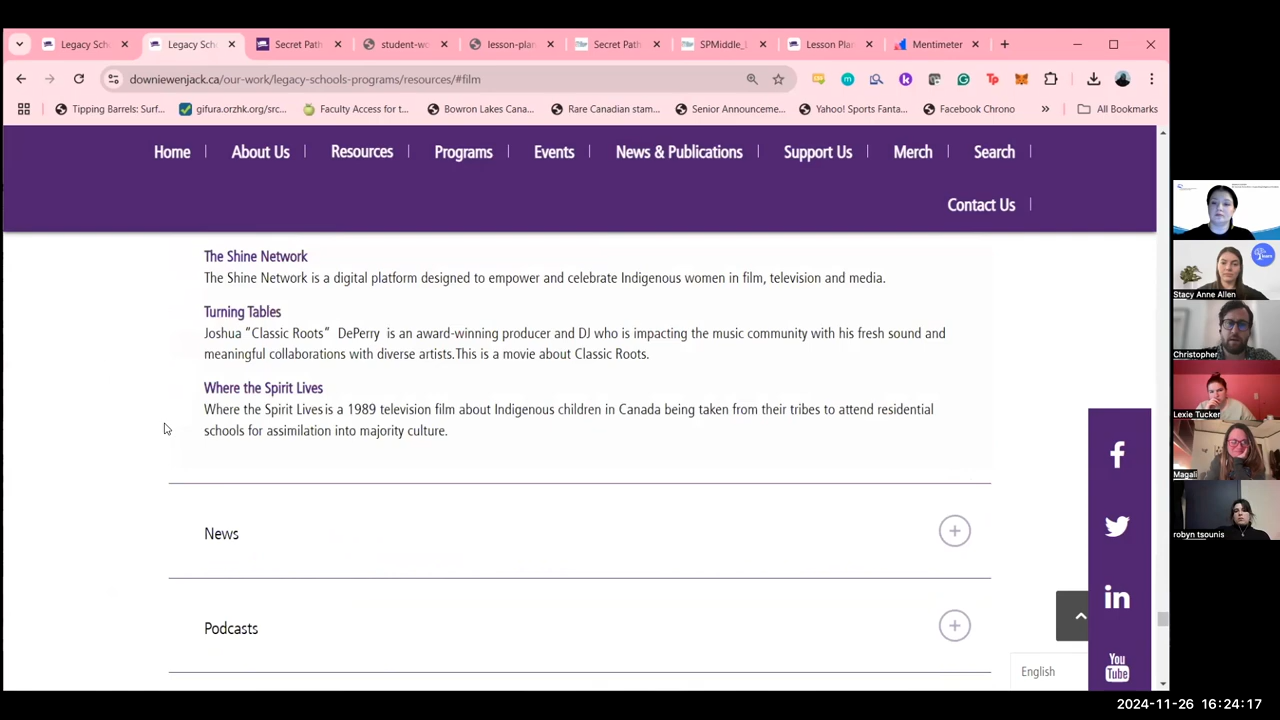 Legacy Sch
Legacy Sch
Secret Path
student-wo
lesson-plan
Secret Path
SPMiddle_L
Lesson Plan
Mentimeter
downiewenjack.ca/our-work/legacy-schools-programs/resources/#film
Tipping Barrels: Surf...
gifura.orzhk.org/src...
Faculty Access for t...
Bowron Lakes Cana...
Rare Canadian stam...
Senior Announceme...
Yahoo! Sports Fanta...
Facebook Chrono
All Bookmarks
Home
About Us
Resources
Programs
Events
News & Publications
Support Us
Merch
Search
Contact Us
The Shine Network
The Shine Network is a digital platform designed to empower and celebrate Indigenous women in film, television and media.
Turning Tables
Joshua "Classic Roots" DePerry is an award-winning producer and DJ who is impacting the music community with his fresh sound and
meaningful collaborations with diverse artists.This is a movie about Classic Roots.
Where the Spirit Lives
Where the Spirit Lives is a 1989 television film about Indigenous children in Canada being taken from their tribes to attend residential
schools for assimilation into majority culture.
News
Podcasts
English
You
Tube
Stacy Anne Allen
Christopher
Lexie Tucker
Magali
robyn tsounis
2024-11-26 16:24:17